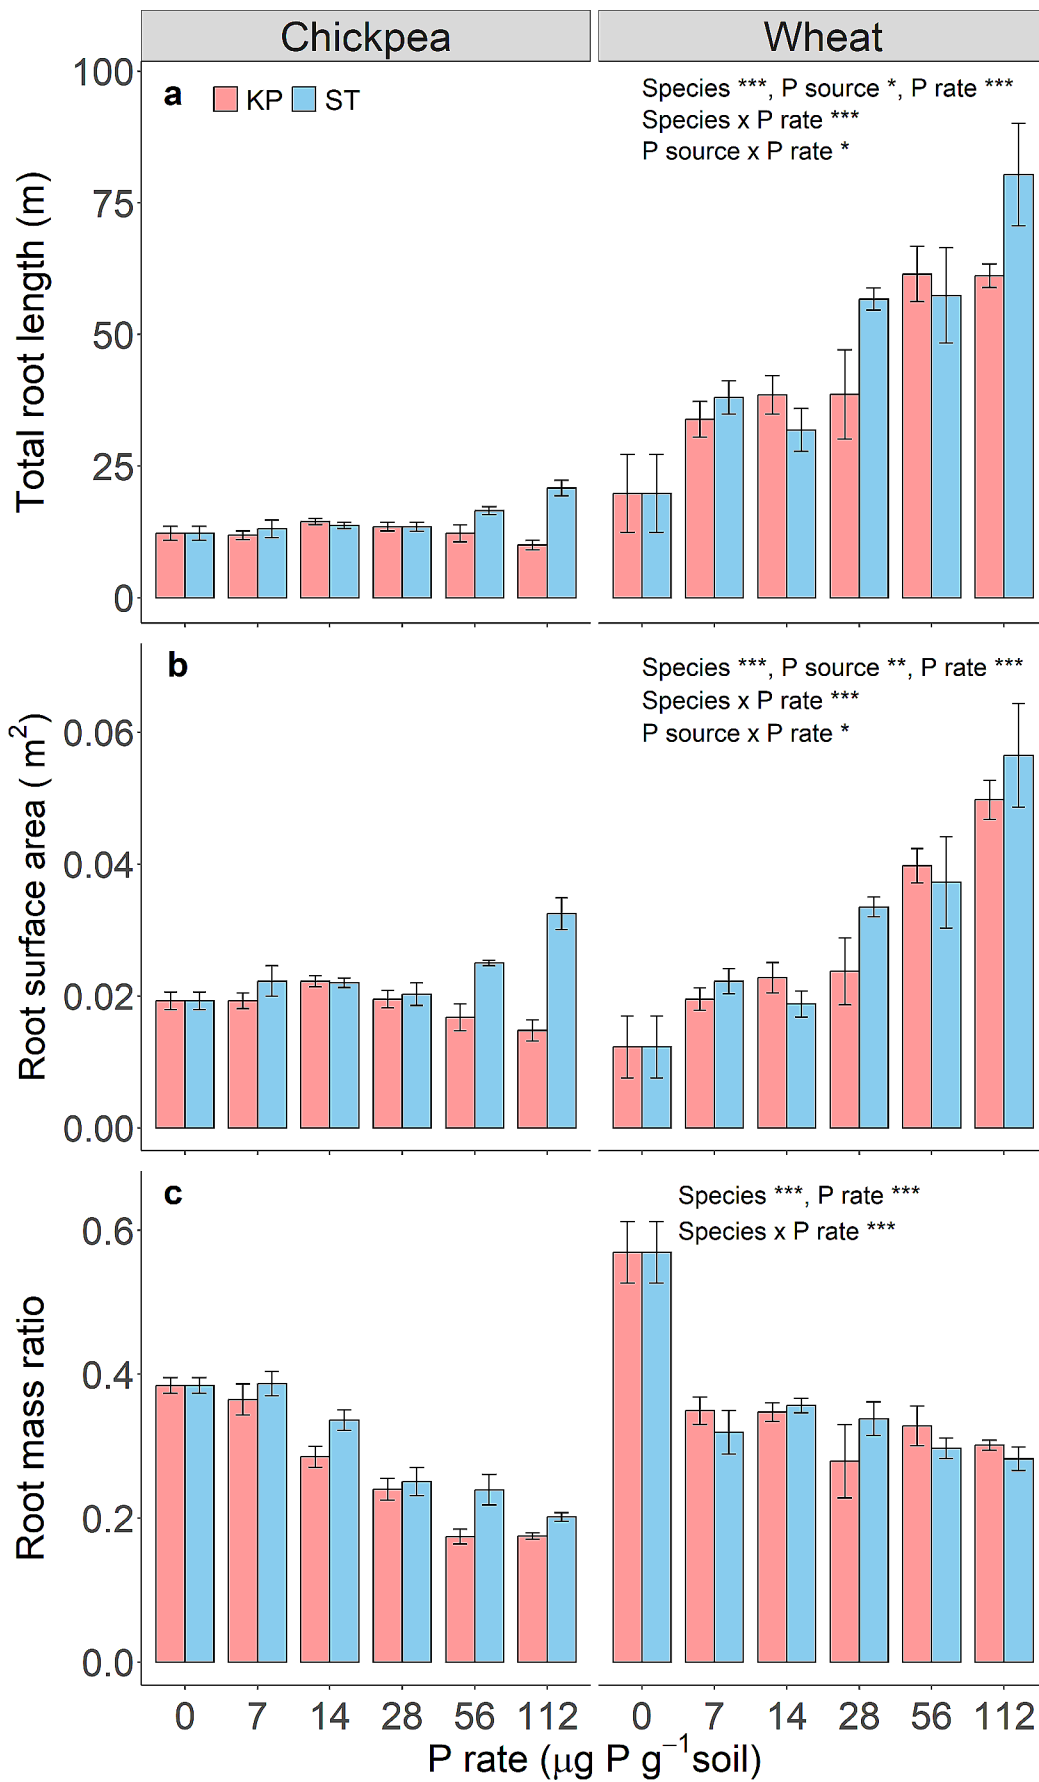 Chickpea Wheat
a KP ST
Species ***, P source *, P rate ***
Species x P rate ***
P source x P rate *
Total root length (m)
100
75
50
25
0
b
Species ***, P source **, P rate ***
Species x P rate ***
P source x P rate *
Root surface area ( m²)
0.06
0.04
0.02
0.00
c
Species ***, P rate ***
Species x P rate ***
Root mass ratio
0.6
0.4
0.2
0.0
0 7 14 28 56 112 0 7 14 28 56 112
P rate (μg P g⁻¹soil)